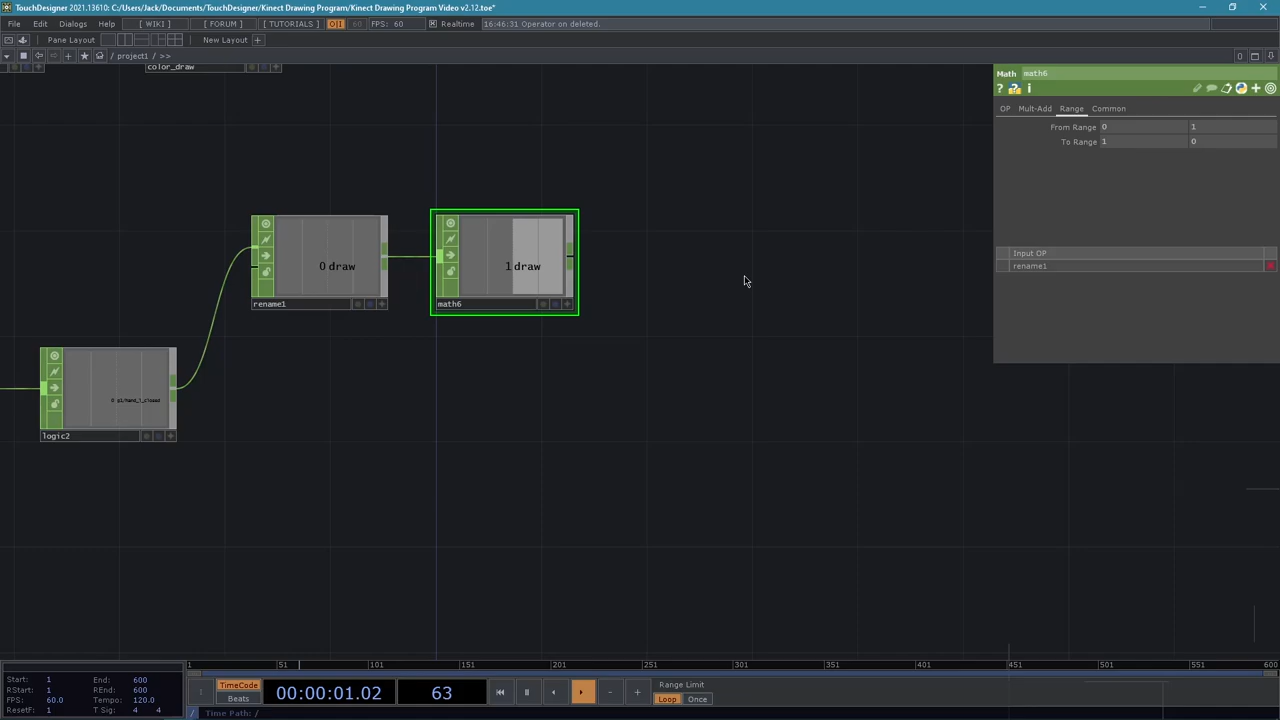 TouchDesigner 2021.13610: C:/Users/Jack/Documents/TouchDesigner/Kinect Drawing Program/Kinect Drawing Program Video v2.12.toe*
File Edit Dialogs Help [ WIKI ] [ FORUM ] [ TUTORIALS ] O|I 60 FPS: 60 Realtime 16:46:31 Operator on deleted.
Pane Layout New Layout +
/ project1 / >>
color_draw
Math math6
OP Mult-Add Range Common
From Range 0 1
To Range 1 0
Input OP
rename1
0 draw
rename1
1 draw
math6
0 p1/hand_l_closed
logic2
1 51 101 151 201 251 301 351 401 451 501 551 600
Start: 1 End: 600
RStart: 1 REnd: 600
FPS: 60.0 Tempo: 120.0
ResetF: 1 T Sig: 4 4
TimeCode
Beats
00:00:01.02
63
Range Limit
Loop Once
/ Time Path: /